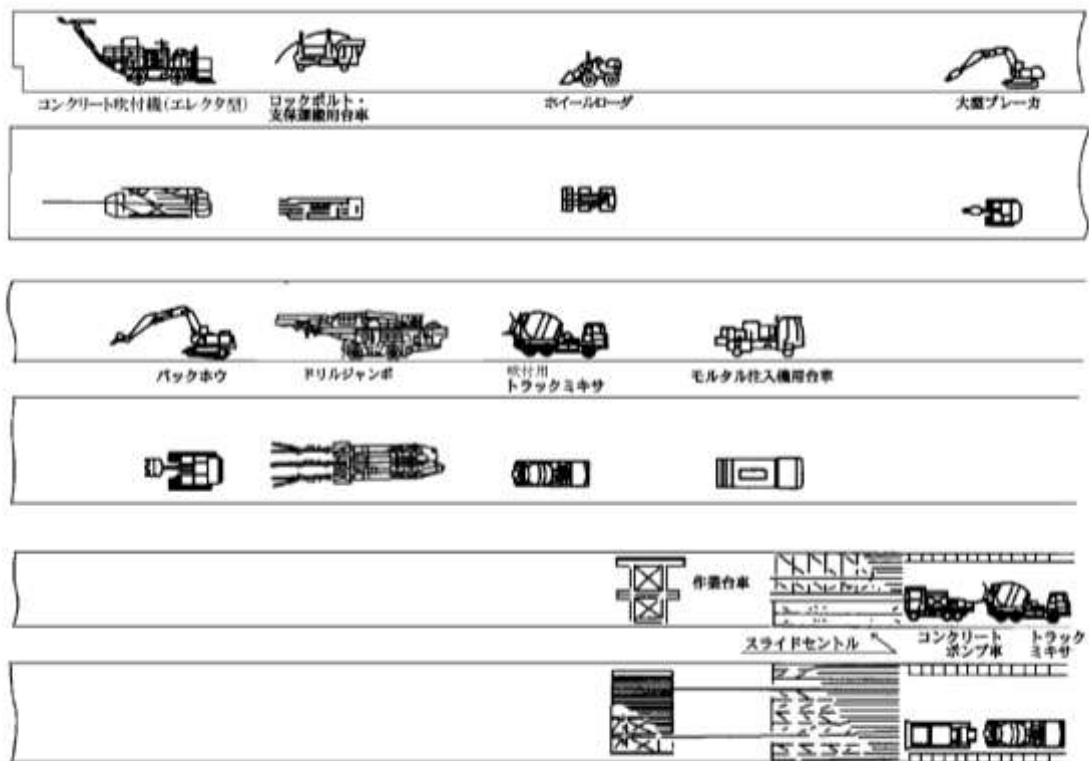 コンクリート吹付機(エレクタ型)
ロックボルト・
支保運搬用台車
ホイールローダ
大型ブレーカ
バックホウ
ドリルジャンボ
吹付用
トラックミキサ
モルタル注入機用台車
作業台車
スライドセントル
コンクリート
ポンプ車
トラック
ミキサ